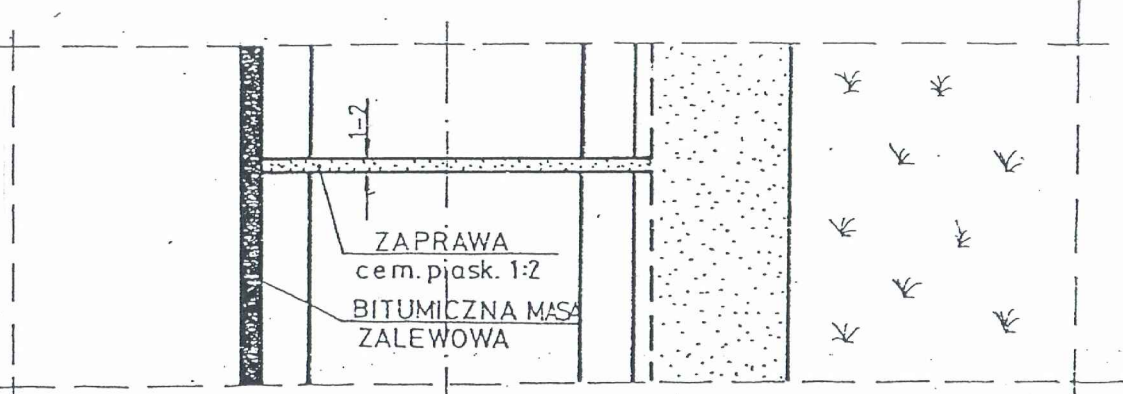 1-2
ZAPRAWA
cem. piask. 1:2
BITUMICZNA MASA
ZALEWOWA